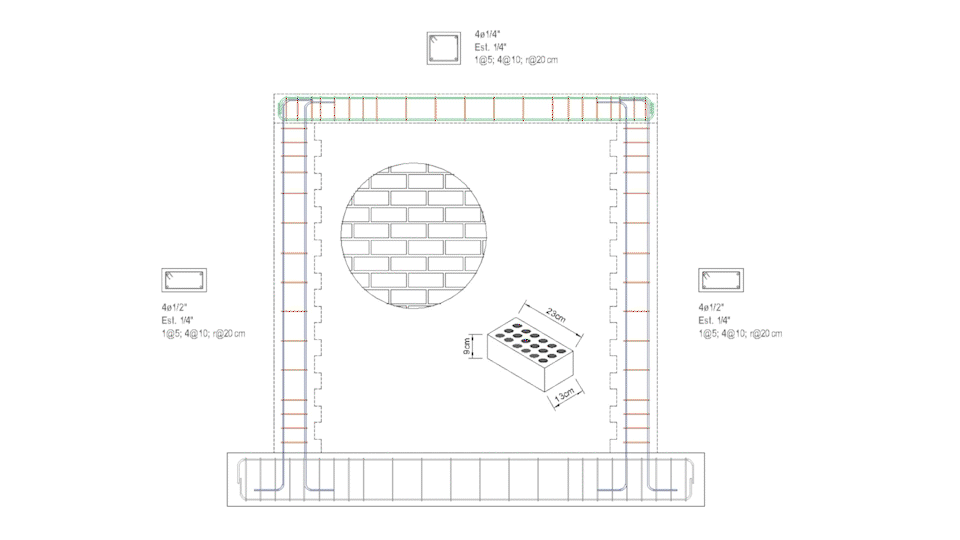 4ø1/4"
Est. 1/4"
1@5; 4@10; r@20 cm
4ø1/2"
Est. 1/4"
1@5; 4@10; r@20 cm
23cm
9cm
13cm
4ø1/2"
Est. 1/4"
1@5; 4@10; r@20 cm